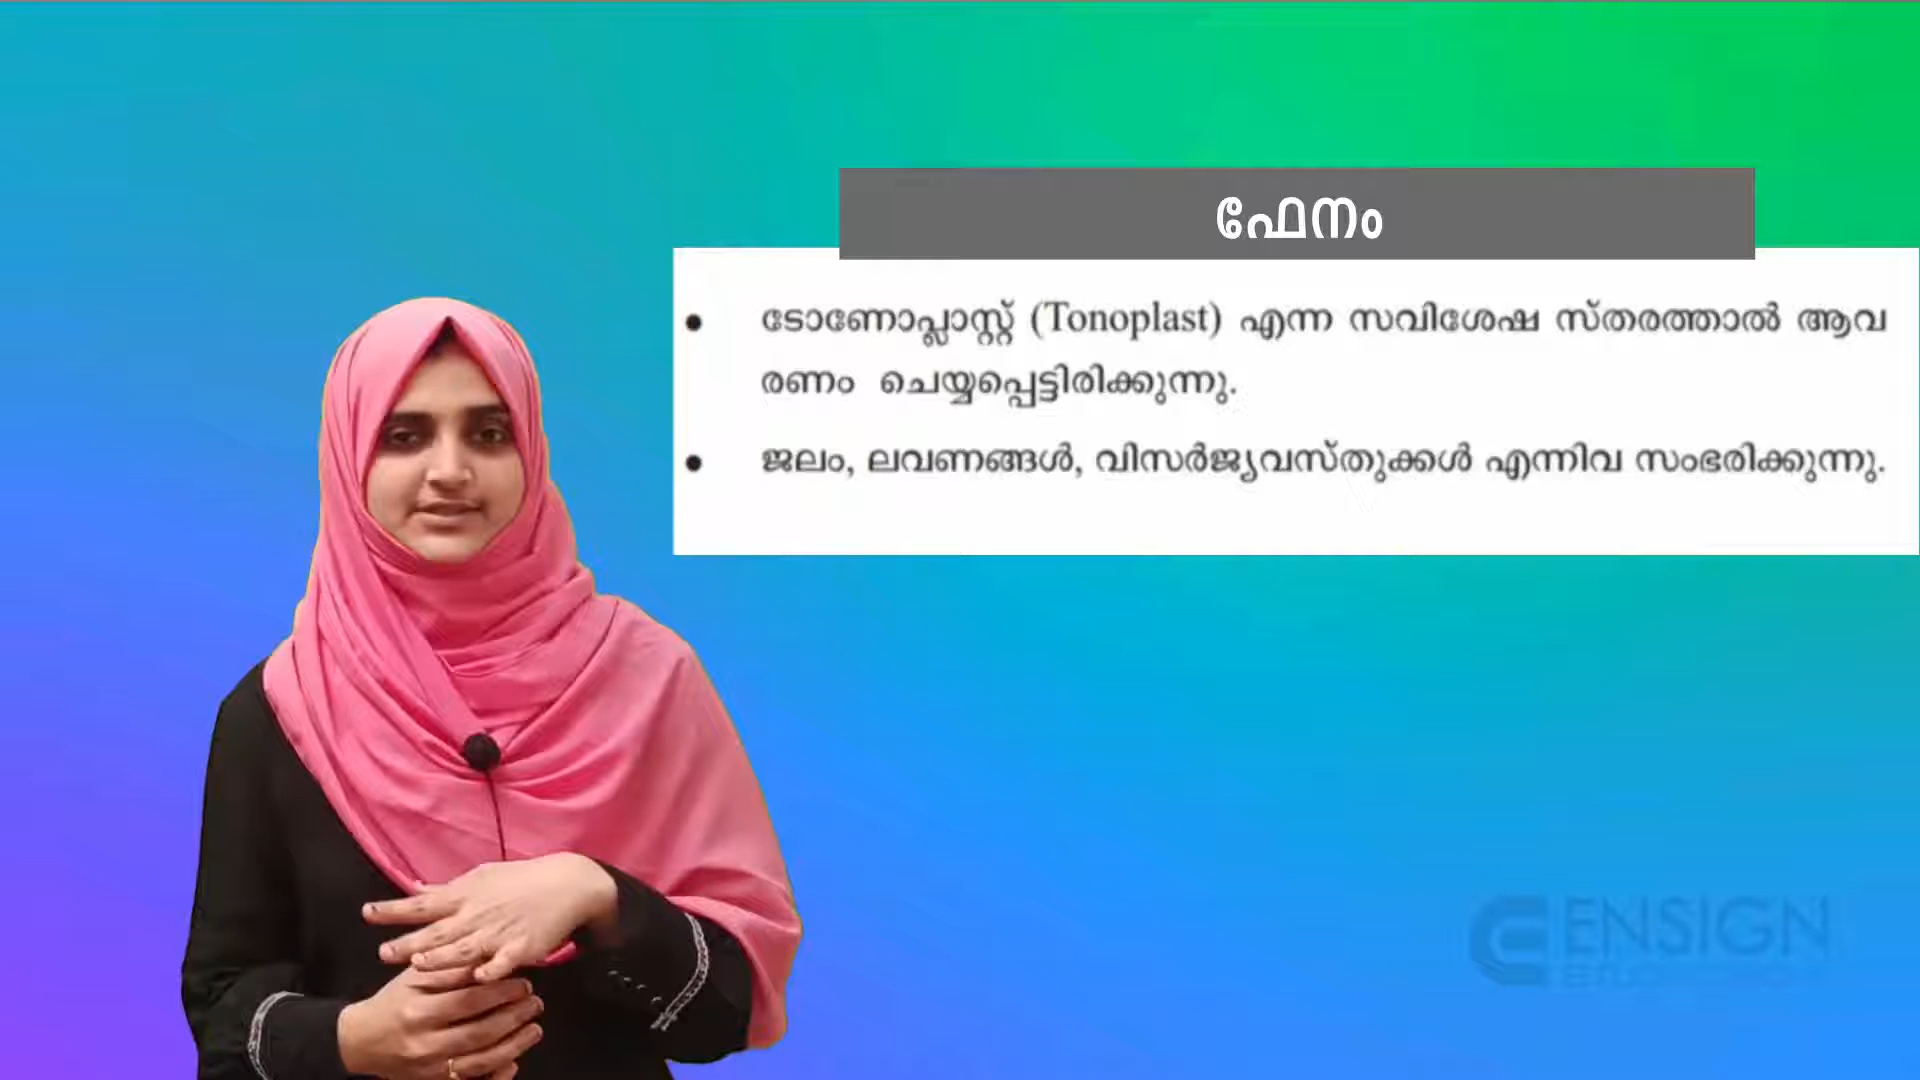 ഫേനം
• ടോണോപ്ലാസ്റ്റ് (Tonoplast) എന്ന സവിശേഷ സ്തരത്താൽ ആവ
രണം ചെയ്യപ്പെട്ടിരിക്കുന്നു.
• ജലം, ലവണങ്ങൾ, വിസർജ്യവസ്തുക്കൾ എന്നിവ സംഭരിക്കുന്നു.
ENSIGN